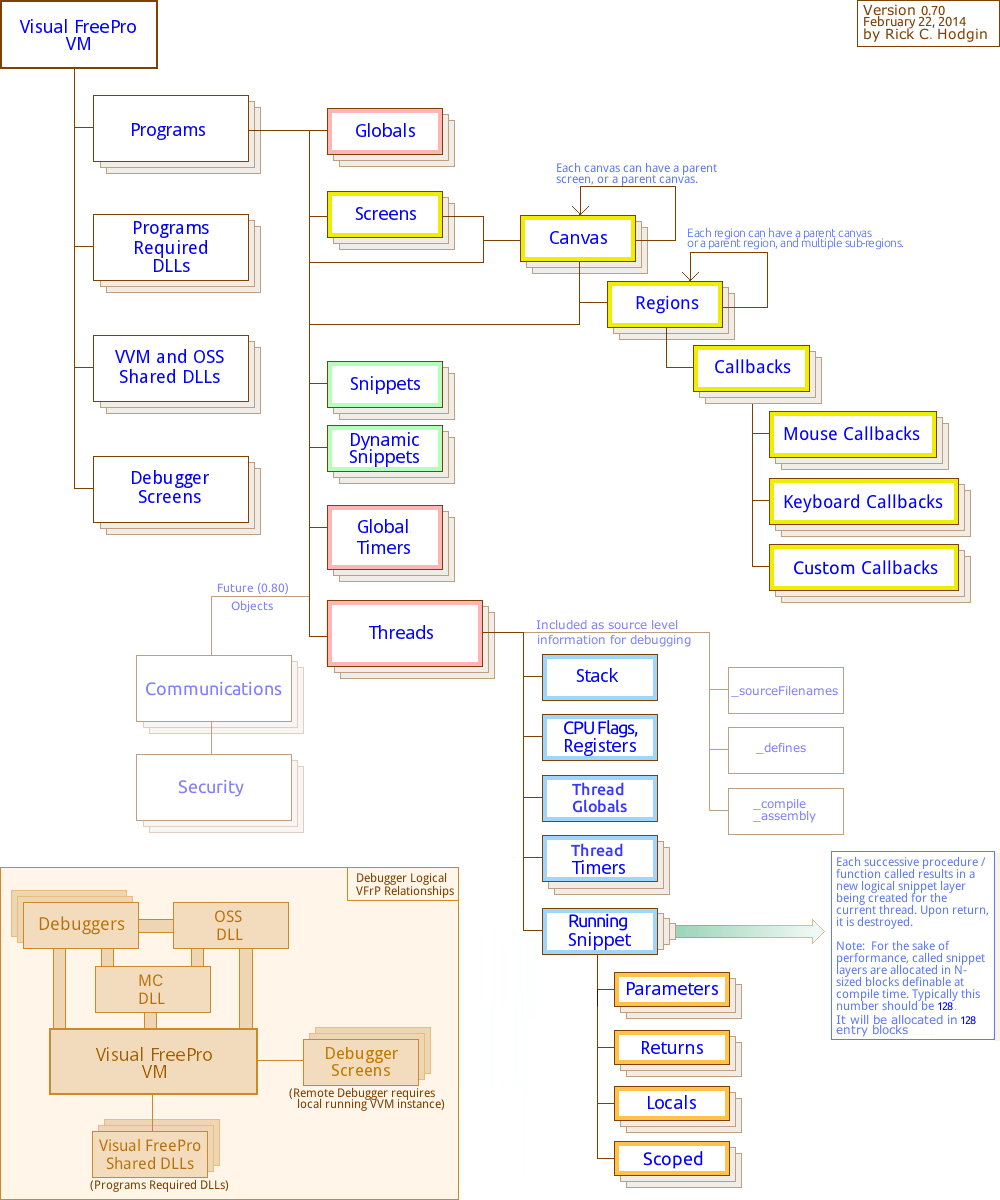 Visual FreePro
VM
Version 0.70
February 22, 2014
by Rick C. Hodgin
Programs
Globals
Each canvas can have a parent
screen, or a parent canvas.
Screens
Canvas
Each region can have a parent canvas
or a parent region, and multiple sub-regions.
Programs
Required
DLLs
Regions
VVM and OSS
Shared DLLs
Callbacks
Snippets
Dynamic
Snippets
Mouse Callbacks
Debugger
Screens
Keyboard Callbacks
Global
Timers
Custom Callbacks
Future (0.80)
Objects
Threads
Included as source level
information for debugging
Communications
Stack
_sourceFilenames
CPU Flags,
Registers
_defines
Security
Thread
Globals
_compile
_assembly
Thread
Timers
Running
Snippet
Each successive procedure /
function called results in a
new logical snippet layer
being created for the
current thread. Upon return,
it is destroyed.
Note:  For the sake of
performance, called snippet
layers are allocated in N-
sized blocks definable at
compile time. Typically this
number should be 128.
It will be allocated in 128
entry blocks
Parameters
Returns
Locals
Scoped
Debugger Logical
VFrP Relationships
Debuggers
OSS
DLL
MC
DLL
Visual FreePro
VM
Debugger
Screens
(Remote Debugger requires
local running VVM instance)
Visual FreePro
Shared DLLs
(Programs Required DLLs)